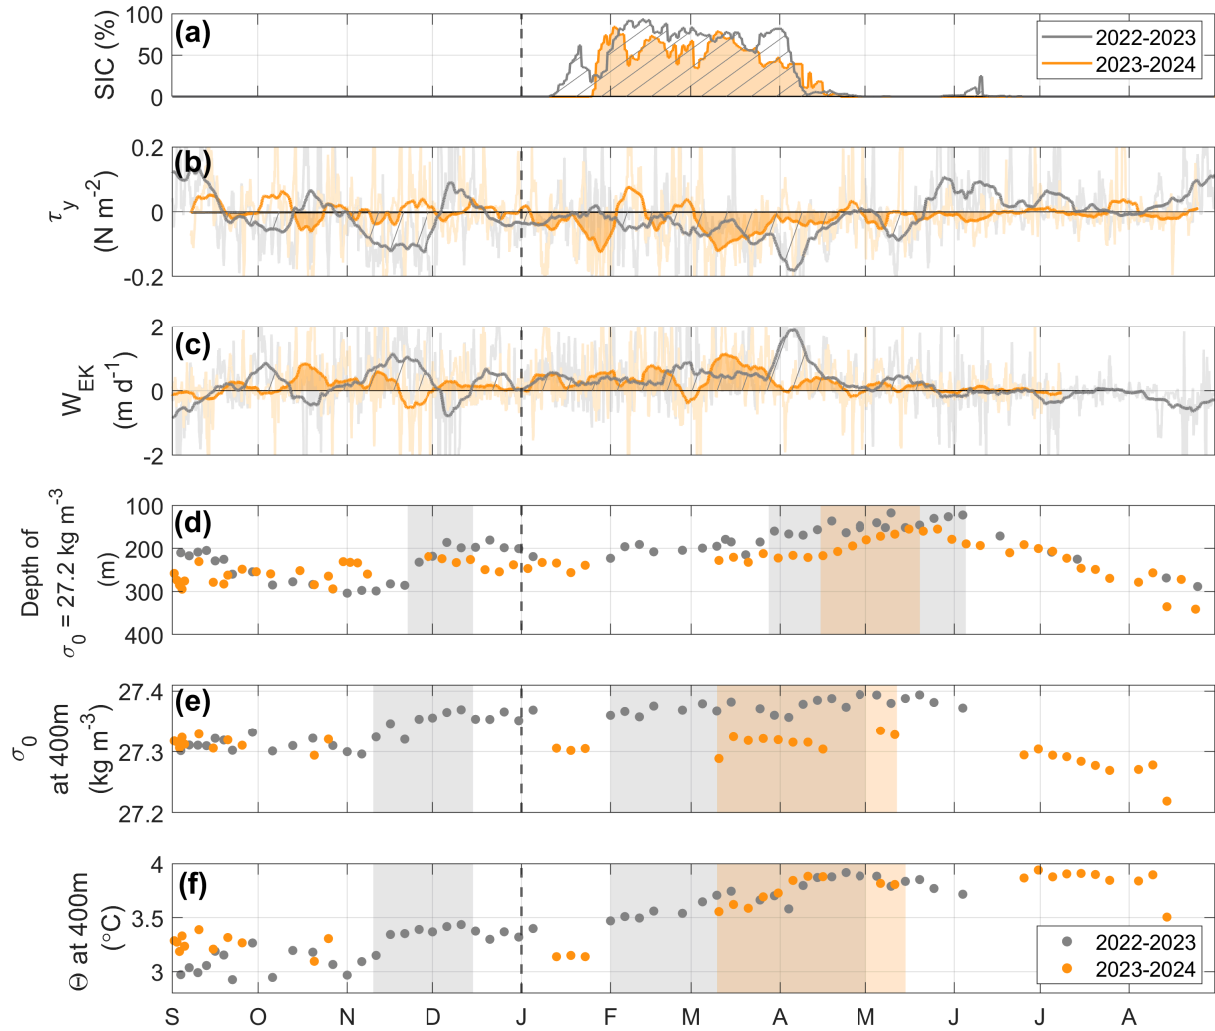 (a)
SIC (%)
100
50
0
2022-2023
2023-2024
(b)
τy
(N m-2)
0.2
0
-0.2
(c)
WEK
(m d-1)
2
0
-2
(d)
Depth of
σ0 = 27.2 kg m-3
(m)
100
200
300
400
(e)
σ0
at 400m
(kg m-3)
27.4
27.3
27.2
(f)
Θ at 400m
(°C)
4
3.5
3
2022-2023
2023-2024
S O N D J F M A M J J A